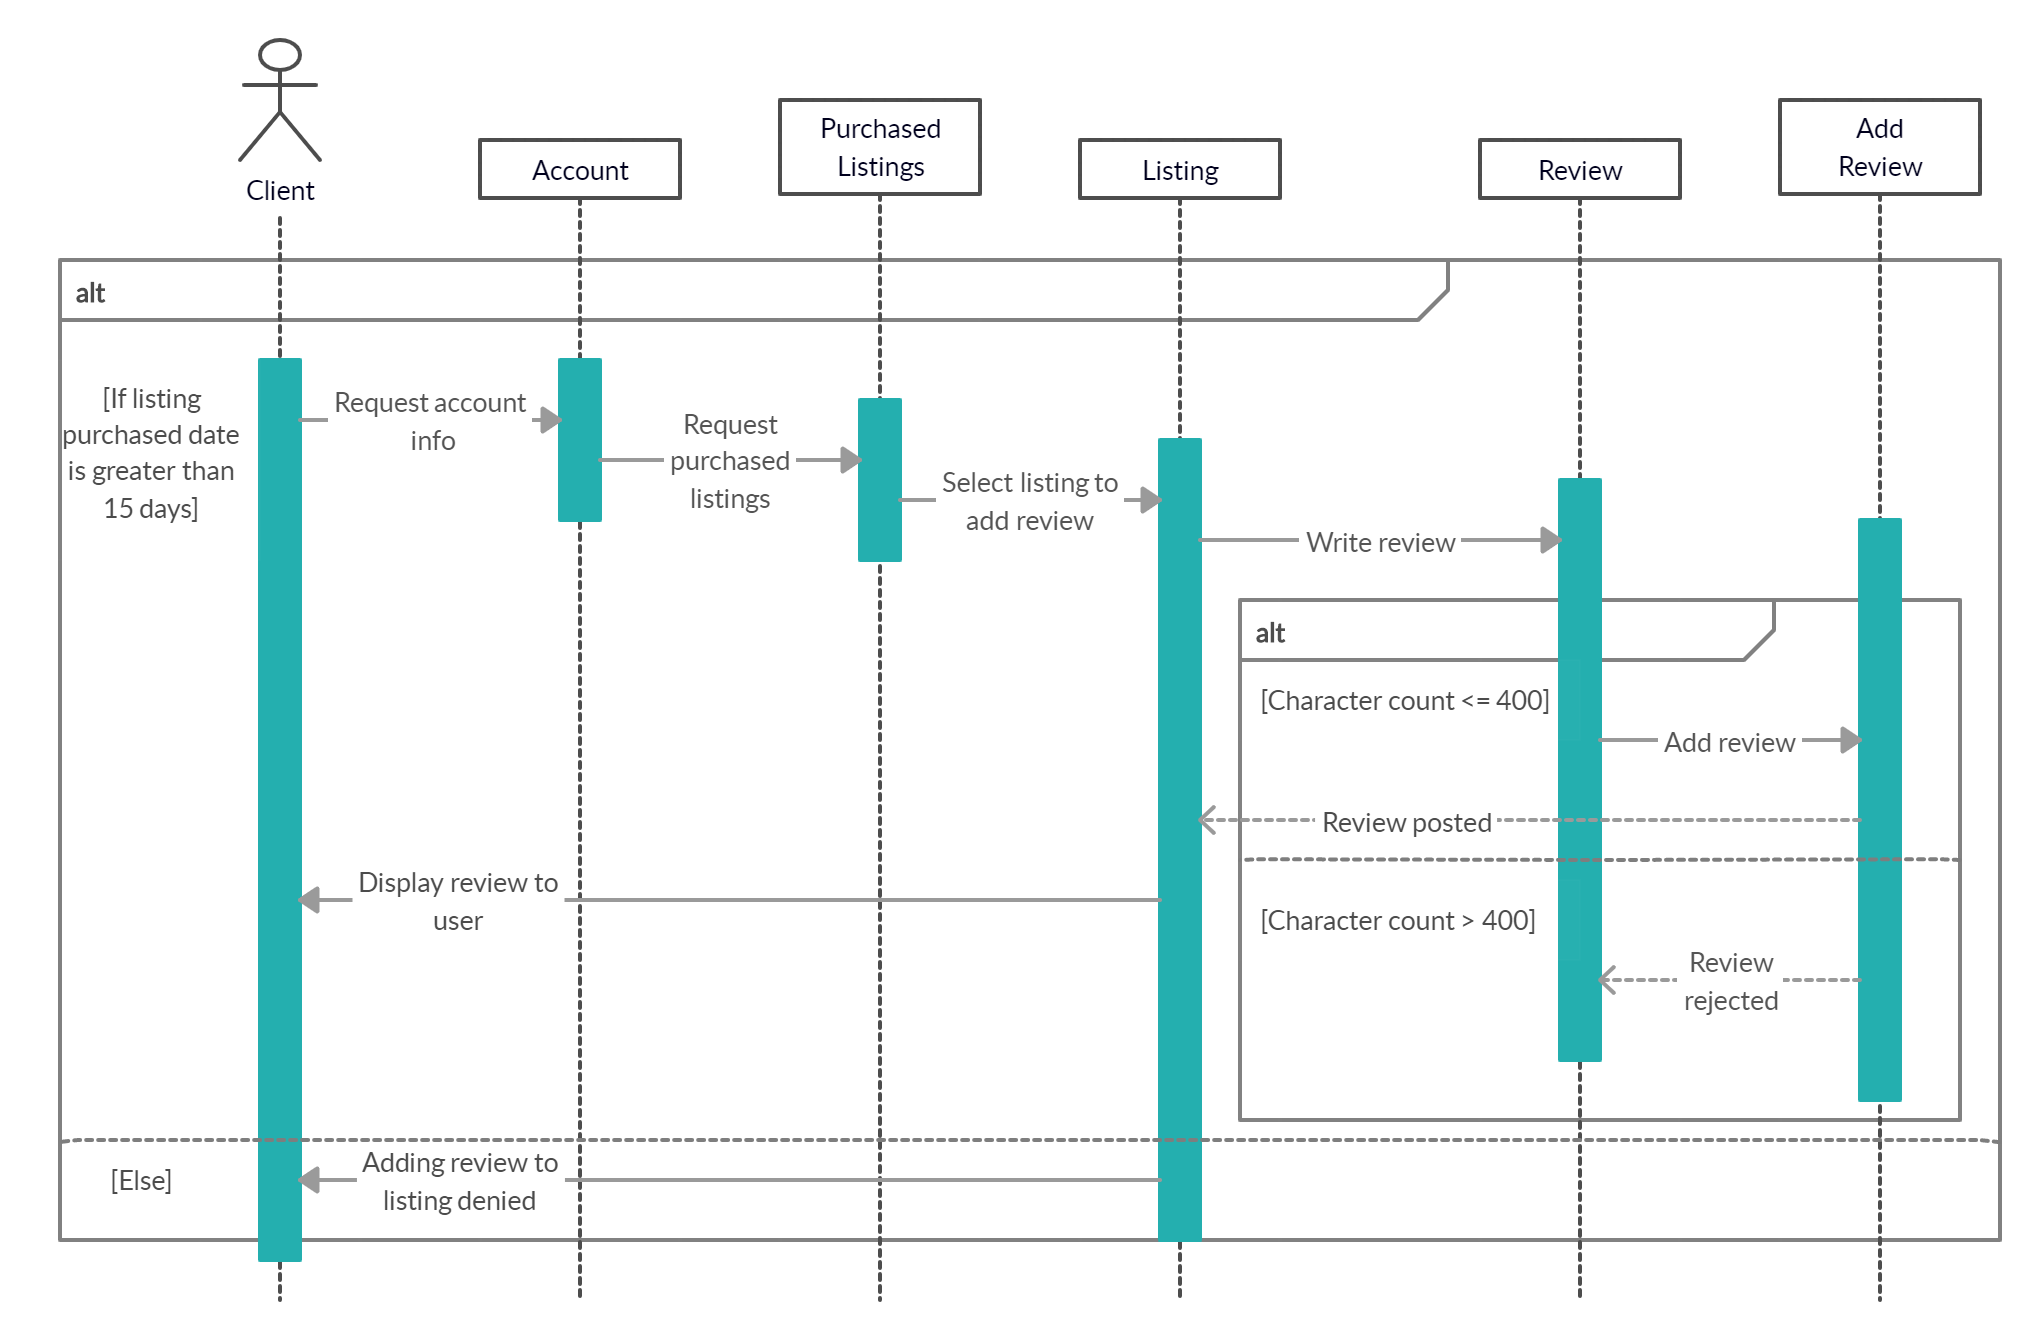 Client
Account
Purchased
Listings
Listing
Review
Add
Review
alt
[If listing
purchased date
is greater than
15 days]
Request account
info
Request
purchased
listings
Select listing to
add review
Write review
alt
[Character count <= 400]
Add review
Review posted
Display review to
user
[Character count > 400]
Review
rejected
[Else]
Adding review to
listing denied